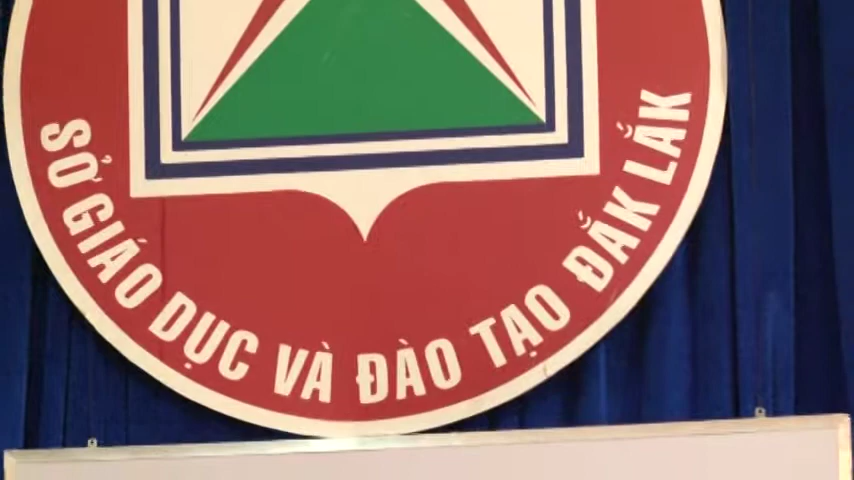 SỞ GIÁO DỤC VÀ ĐÀO TẠO ĐẮK LẮK